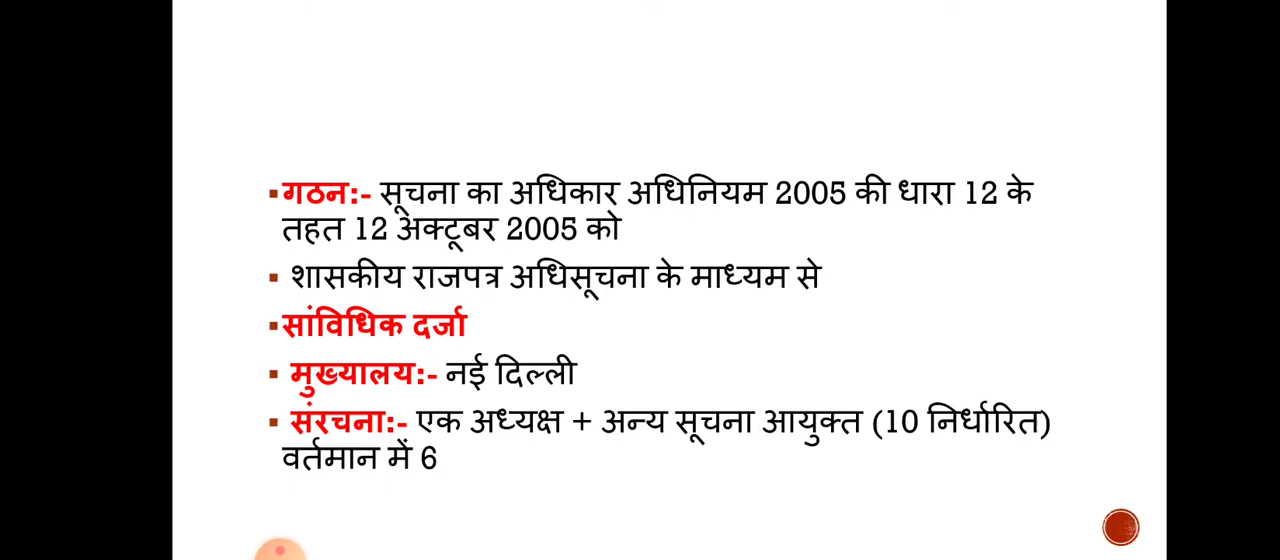 ▪गठन:- सूचना का अधिकार अधिनियम 2005 की धारा 12 के
तहत 12 अक्टूबर 2005 को
▪ शासकीय राजपत्र अधिसूचना के माध्यम से
▪सांविधिक दर्जा
▪ मुख्यालय:- नई दिल्ली
▪ संरचना:- एक अध्यक्ष + अन्य सूचना आयुक्त (10 निर्धारित)
वर्तमान में 6